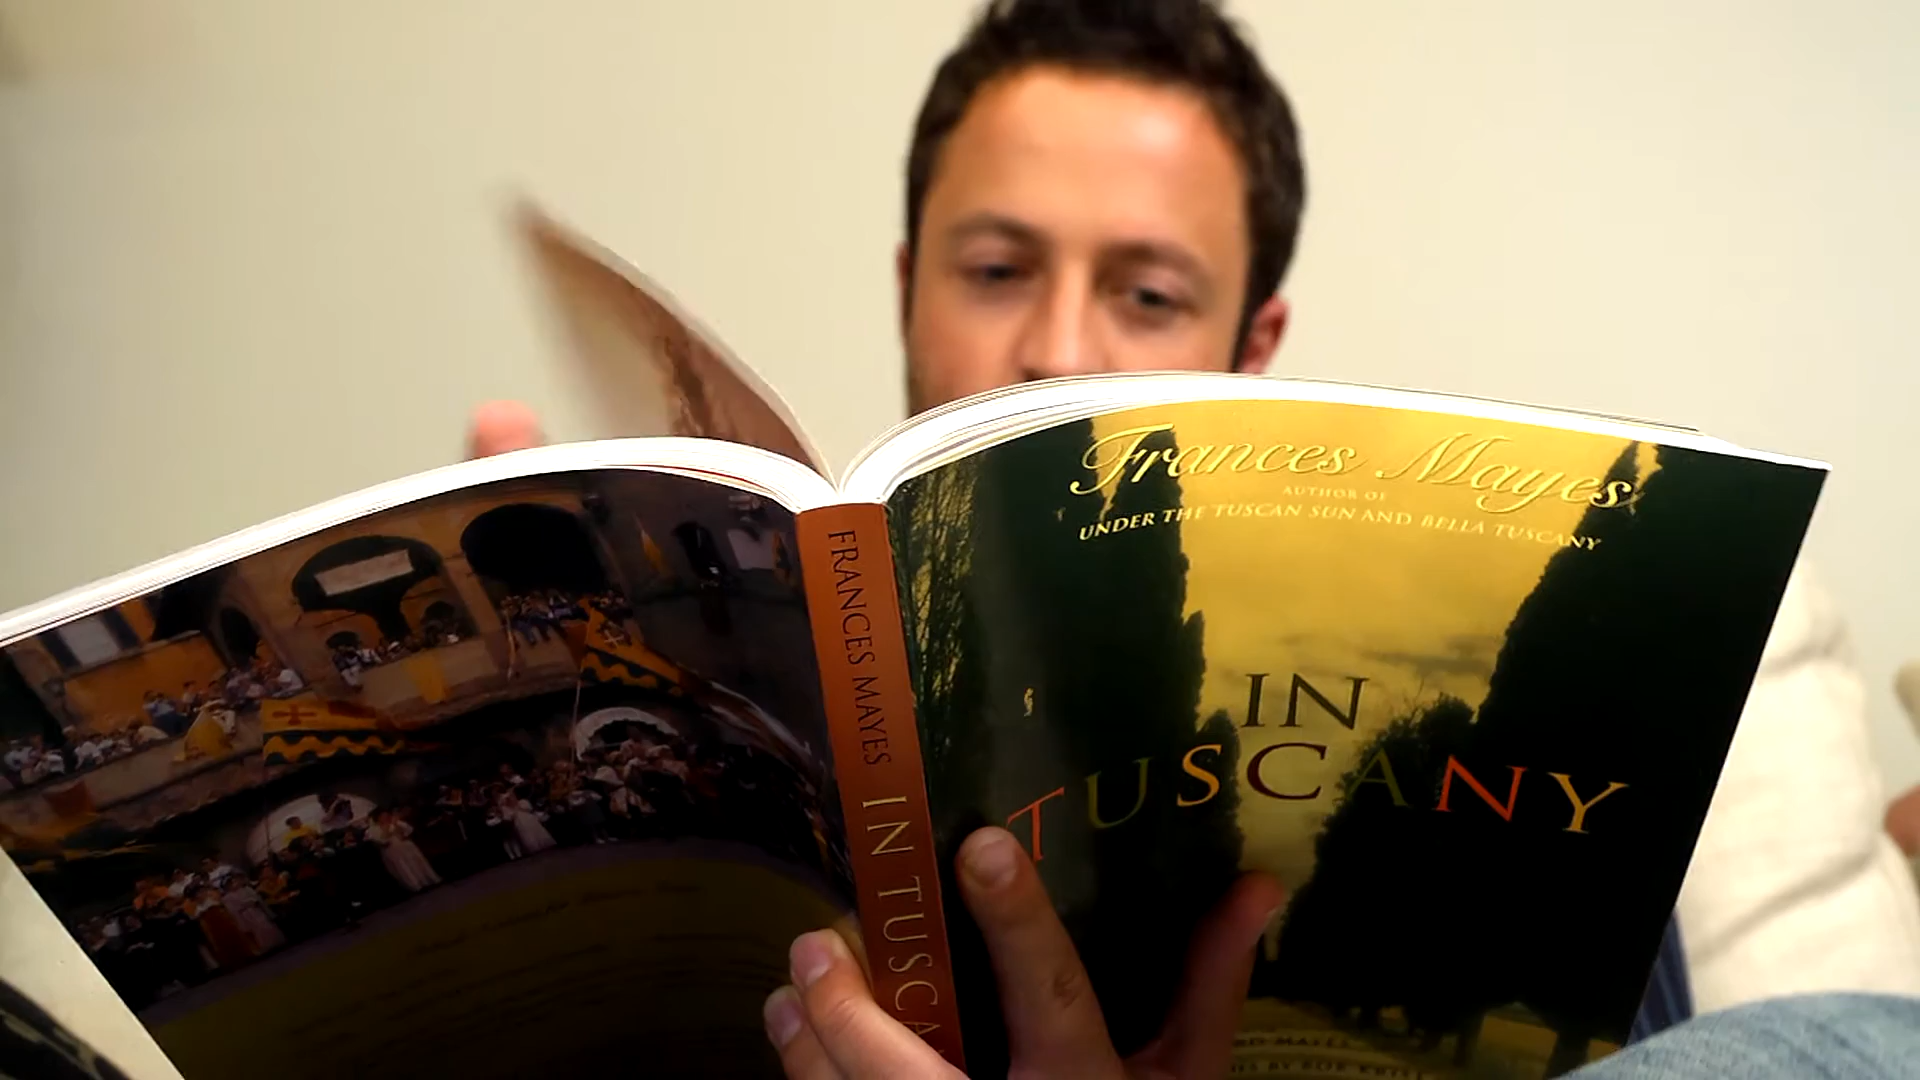 FRANCES MAYES IN TUSCA
Frances Mayes
AUTHOR OF
UNDER THE TUSCAN SUN AND BELLA TUSCANY
IN
TUSCANY